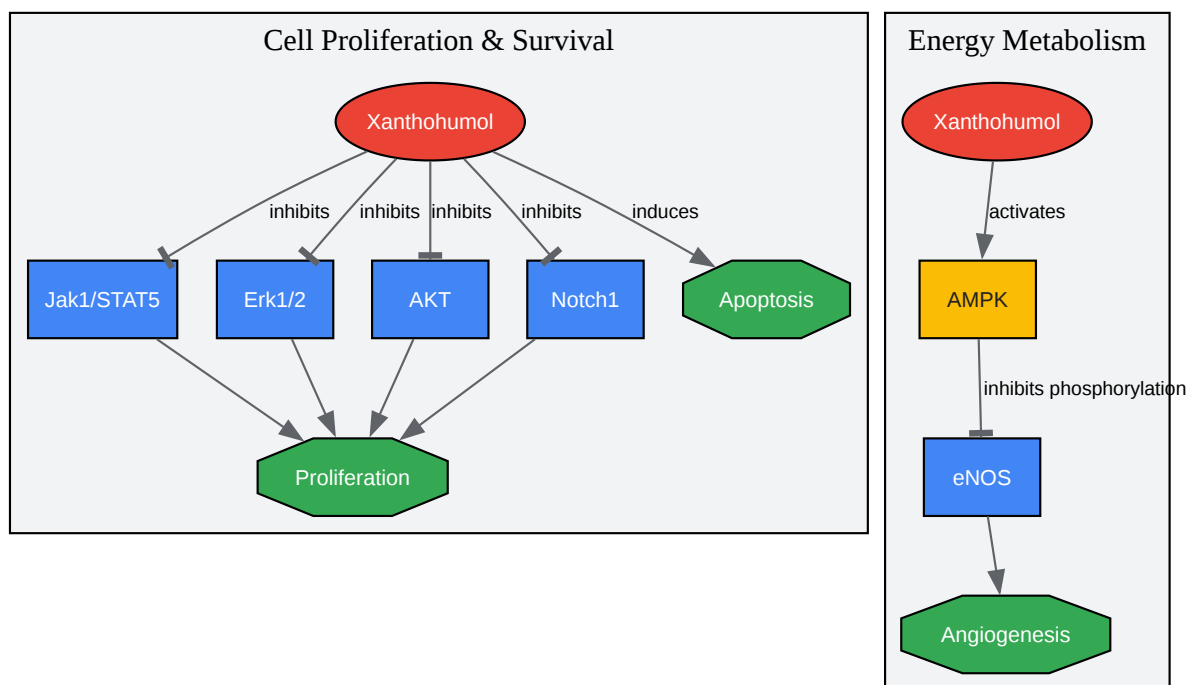 Cell Proliferation & Survival
Xanthohumol
inhibits
inhibits
inhibits
inhibits
induces
Jak1/STAT5
Erk1/2
AKT
Notch1
Apoptosis
Proliferation
Energy Metabolism
Xanthohumol
activates
AMPK
inhibits phosphorylation
eNOS
Angiogenesis